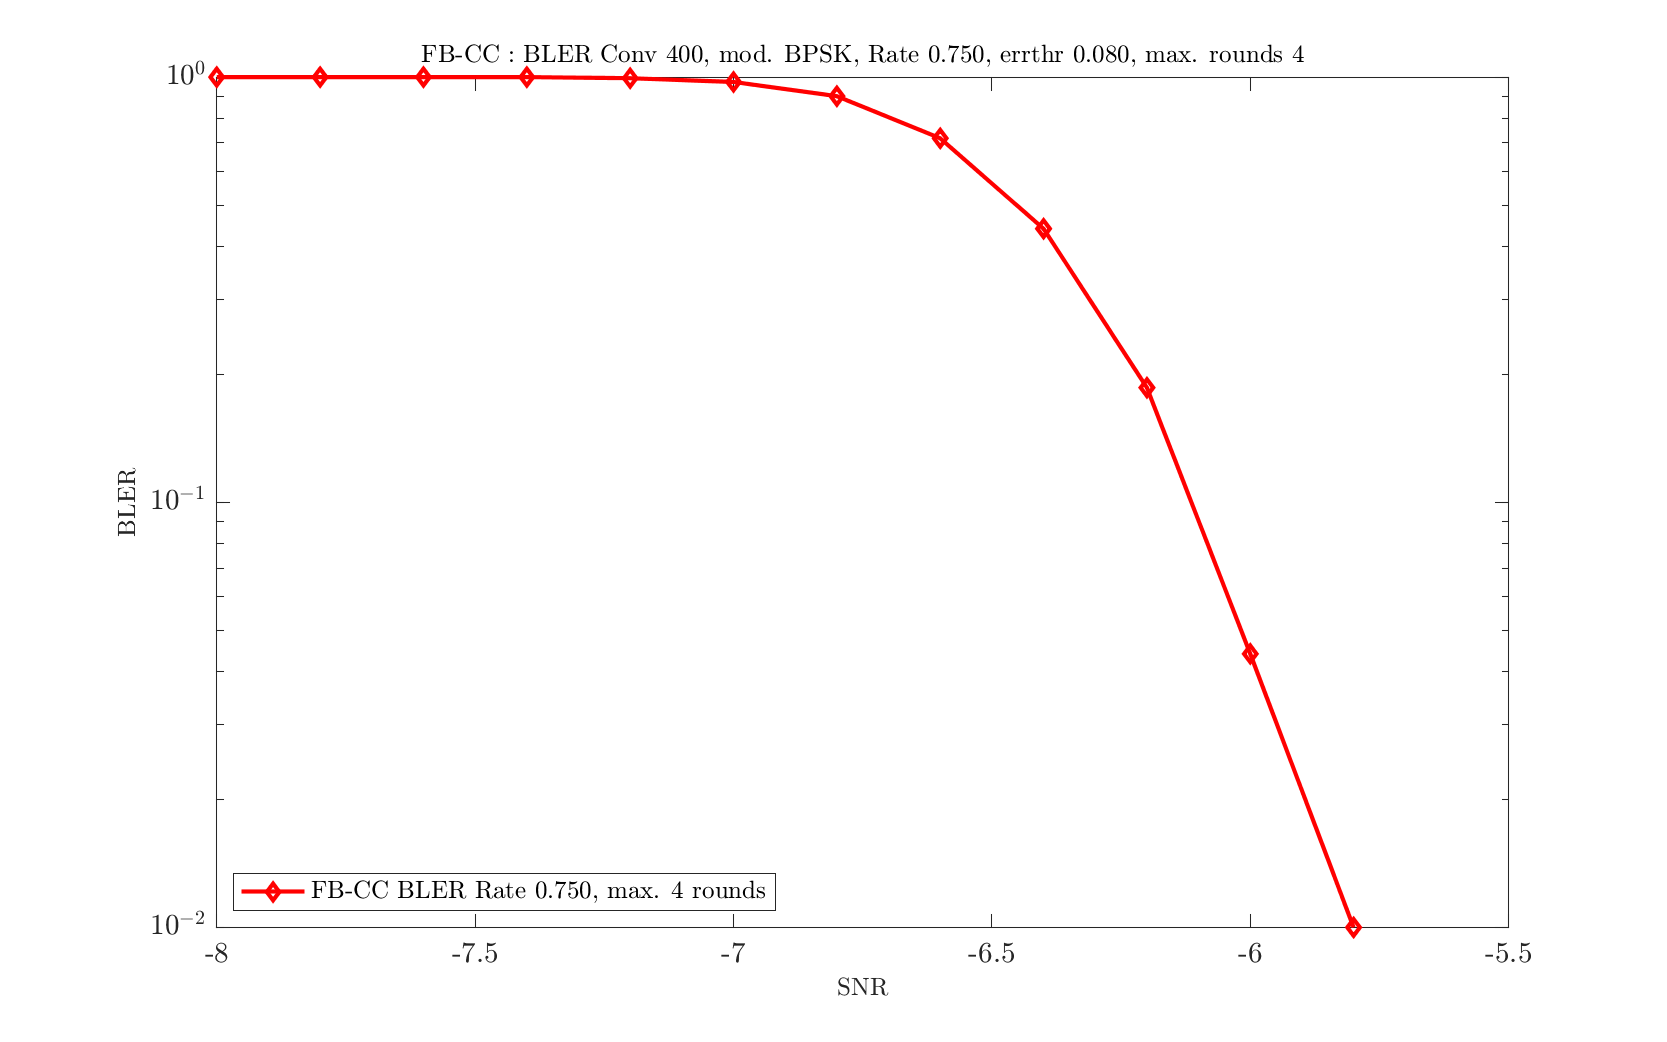 FB-CC : BLER Conv 400, mod. BPSK, Rate 0.750, errthr 0.080, max. rounds 4
10⁰
10⁻¹
10⁻²
BLER
FB-CC BLER Rate 0.750, max. 4 rounds
-8 -7.5 -7 -6.5 -6 -5.5
SNR